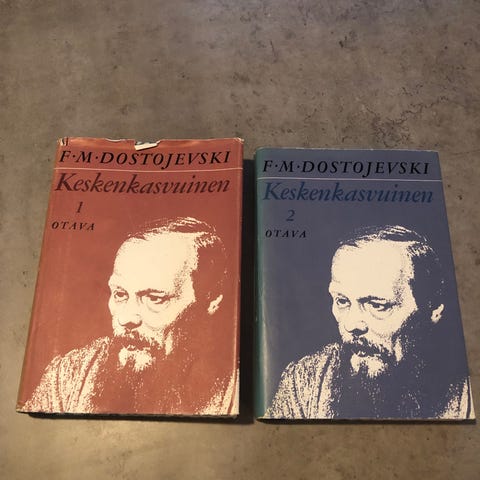 F·M·DOSTOJEVSKI
Keskenkasvuinen
1
OTAVA
F·M·DOSTOJEVSKI
Keskenkasvuinen
2
OTAVA